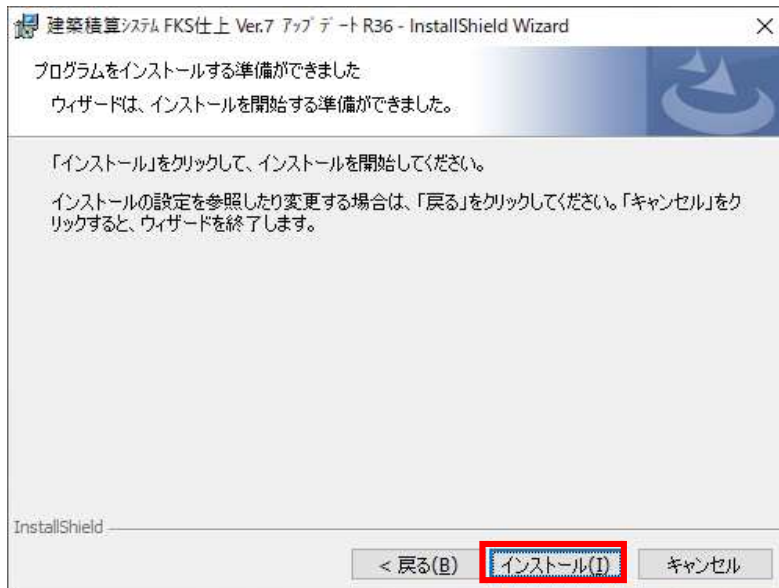 建築積算ｼｽﾃﾑ FKS仕上 Ver.7 ｱｯﾌﾟﾃﾞｰﾄ R36 - InstallShield Wizard
プログラムをインストールする準備ができました
ウィザードは、インストールを開始する準備ができました。
「インストール」をクリックして、インストールを開始してください。
インストールの設定を参照したり変更する場合は、「戻る」をクリックしてください。「キャンセル」をク
リックすると、ウィザードを終了します。
InstallShield
< 戻る(B) インストール(I) キャンセル